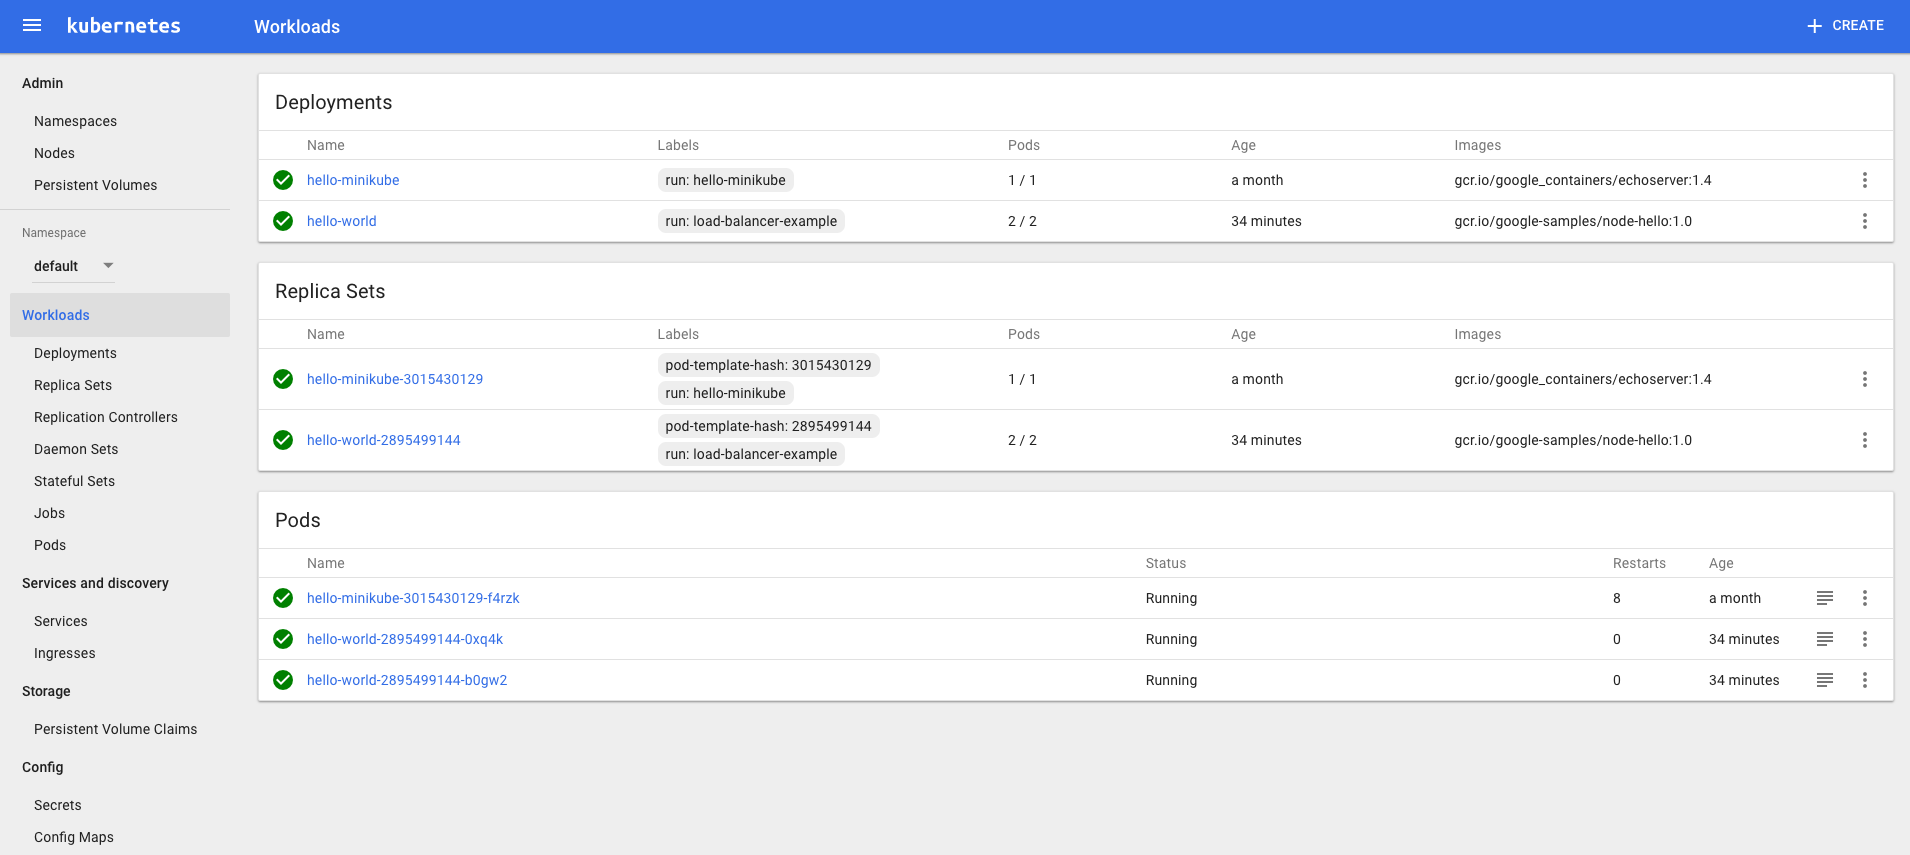 kubernetes Workloads CREATE
Admin
Namespaces
Nodes
Persistent Volumes
Namespace
default
Workloads
Deployments
Replica Sets
Replication Controllers
Daemon Sets
Stateful Sets
Jobs
Pods
Services and discovery
Services
Ingresses
Storage
Persistent Volume Claims
Config
Secrets
Config Maps
Deployments
Name Labels Pods Age Images
hello-minikube run: hello-minikube 1 / 1 a month gcr.io/google_containers/echoserver:1.4
hello-world run: load-balancer-example 2 / 2 34 minutes gcr.io/google-samples/node-hello:1.0
Replica Sets
Name Labels Pods Age Images
pod-template-hash: 3015430129
hello-minikube-3015430129 1 / 1 a month gcr.io/google_containers/echoserver:1.4
run: hello-minikube
pod-template-hash: 2895499144
hello-world-2895499144 2 / 2 34 minutes gcr.io/google-samples/node-hello:1.0
run: load-balancer-example
Pods
Name Status Restarts Age
hello-minikube-3015430129-f4rzk Running 8 a month
hello-world-2895499144-0xq4k Running 0 34 minutes
hello-world-2895499144-b0gw2 Running 0 34 minutes